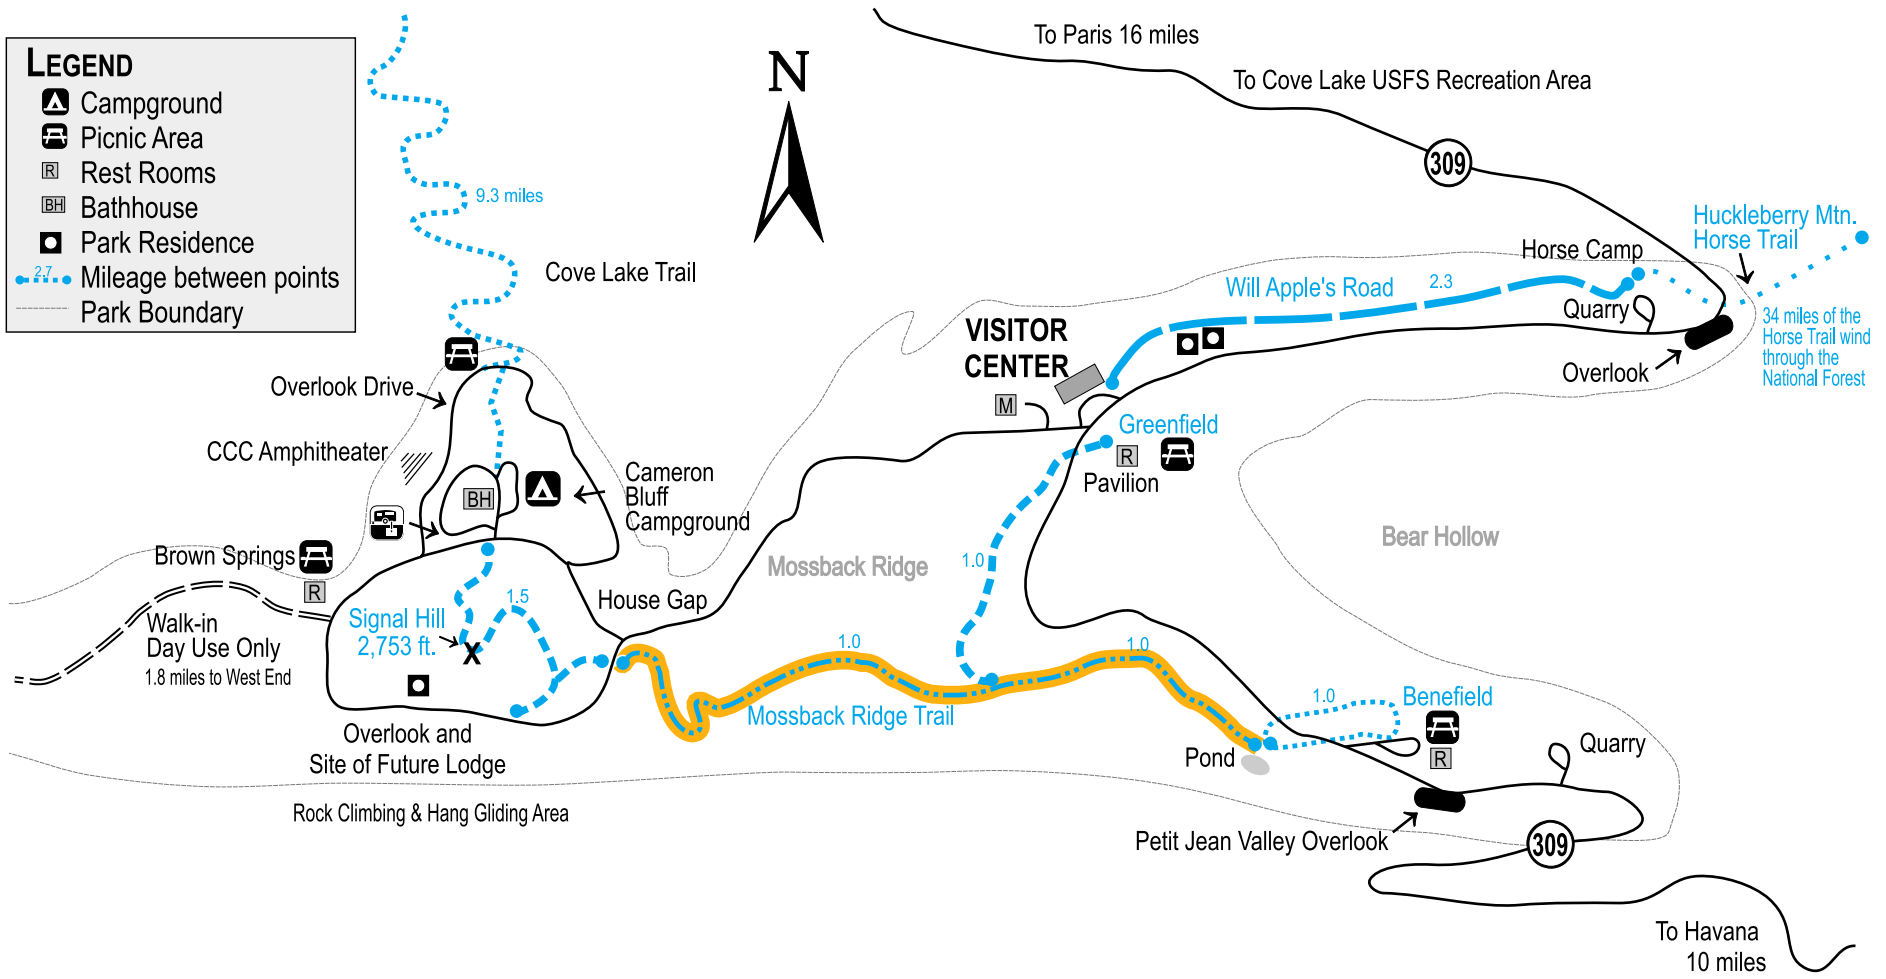 LEGEND
Campground
Picnic Area
R Rest Rooms
BH Bathhouse
Park Residence
2.7 Mileage between points
Park Boundary
N
To Paris 16 miles
To Cove Lake USFS Recreation Area
309
9.3 miles
Cove Lake Trail
Huckleberry Mtn.
Horse Trail
Horse Camp
Will Apple's Road
2.3
Quarry
34 miles of the
Horse Trail wind
through the
National Forest
Overlook
VISITOR
CENTER
M
Overlook Drive
CCC Amphitheater
Greenfield
R
Pavilion
Cameron
Bluff
Campground
BH
Bear Hollow
Brown Springs
R
Mossback Ridge
1.0
House Gap
Walk-in
Day Use Only
1.8 miles to West End
Signal Hill
2,753 ft.
X
1.5
1.0
1.0
Mossback Ridge Trail
1.0
Benefield
R
Overlook and
Site of Future Lodge
Pond
Quarry
Rock Climbing & Hang Gliding Area
Petit Jean Valley Overlook
309
To Havana
10 miles